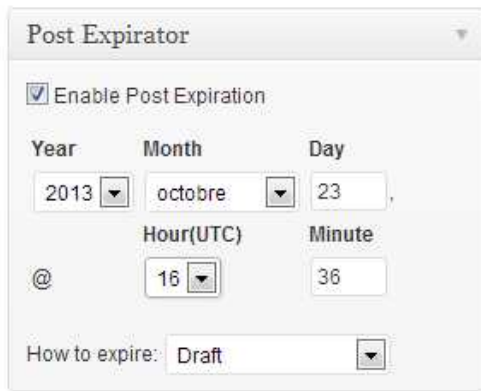 Post Expirator
Enable Post Expiration
Year Month Day
2013 octobre 23 ,
Hour(UTC) Minute
@ 16 36
How to expire: Draft